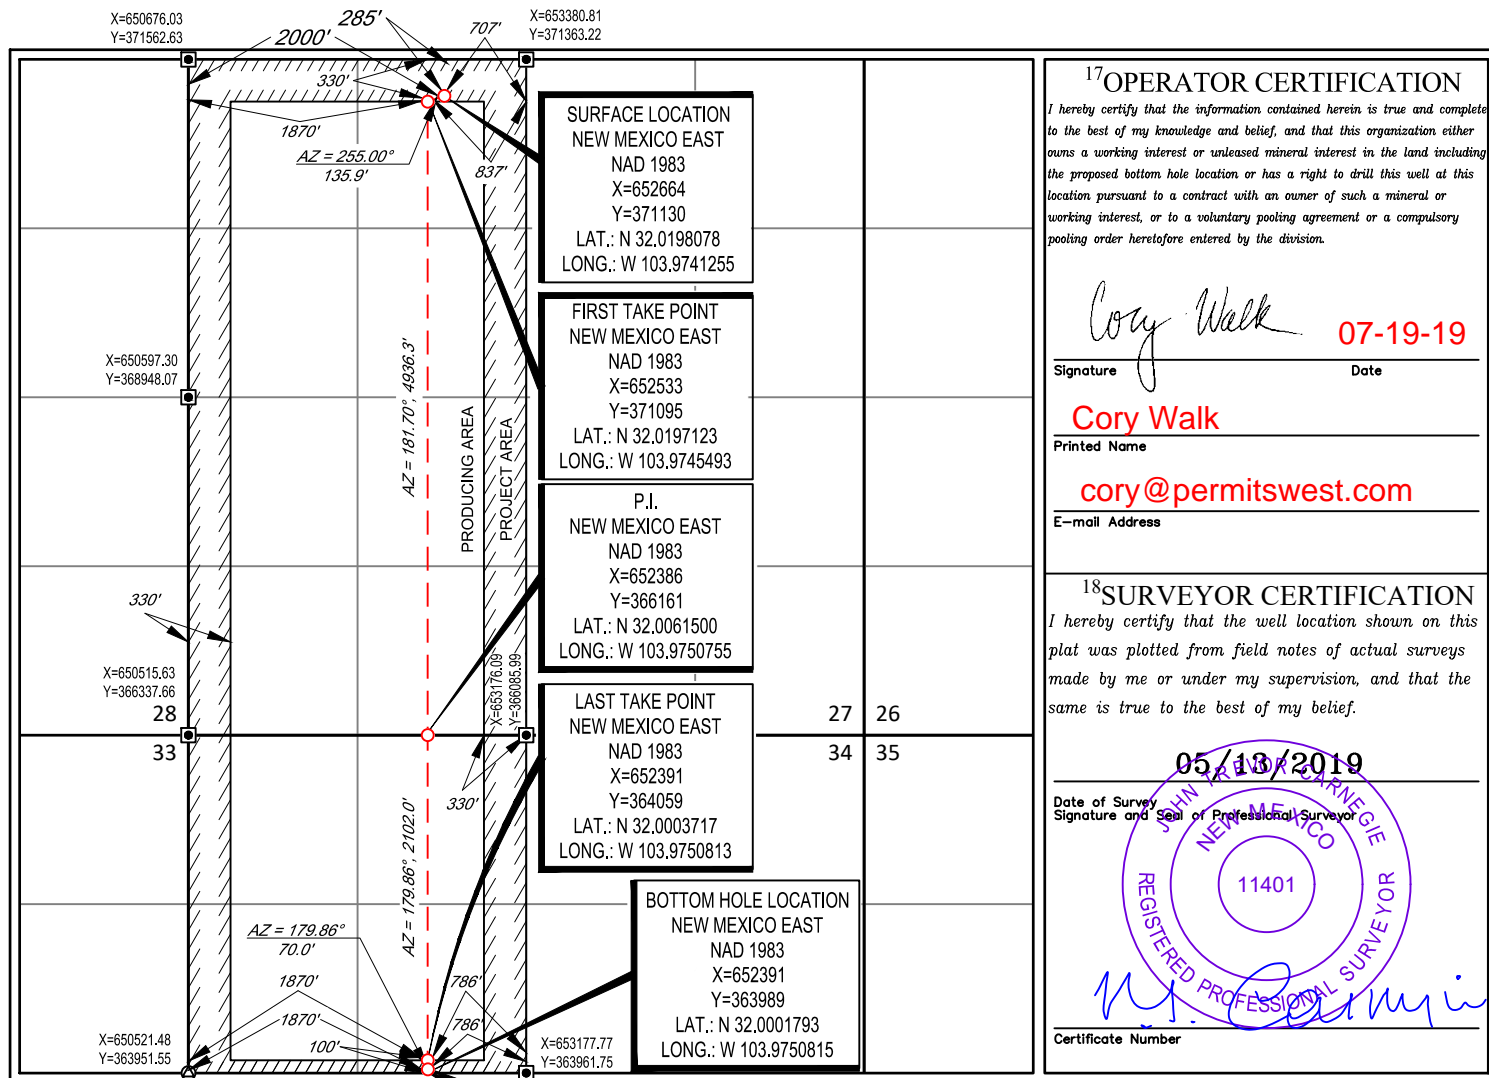 X=650676.03
Y=371562.63
285'
2000'
707'
X=653380.81
Y=371363.22
330'
1870'
AZ = 255.00°
135.9'
837'
SURFACE LOCATION
NEW MEXICO EAST
NAD 1983
X=652664
Y=371130
LAT.: N 32.0198078
LONG.: W 103.9741255
FIRST TAKE POINT
NEW MEXICO EAST
NAD 1983
X=652533
Y=371095
LAT.: N 32.0197123
LONG.: W 103.9745493
X=650597.30
Y=368948.07
AZ = 181.70°, 4936.3'
PRODUCING AREA
PROJECT AREA
P.I.
NEW MEXICO EAST
NAD 1983
X=652386
Y=366161
LAT.: N 32.0061500
LONG.: W 103.9750755
330'
X=650515.63
Y=366337.66
X=653176.09
Y=366085.99
28
33
27 26
34 35
LAST TAKE POINT
NEW MEXICO EAST
NAD 1983
X=652391
Y=364059
LAT.: N 32.0003717
LONG.: W 103.9750813
330'
AZ = 179.86°, 2102.0'
AZ = 179.86°
70.0'
1870'
1870'
100'
786'
786'
BOTTOM HOLE LOCATION
NEW MEXICO EAST
NAD 1983
X=652391
Y=363989
LAT.: N 32.0001793
LONG.: W 103.9750815
X=650521.48
Y=363951.55
X=653177.77
Y=363961.75
17 OPERATOR CERTIFICATION
I hereby certify that the information contained herein is true and complete
to the best of my knowledge and belief, and that this organization either
owns a working interest or unleased mineral interest in the land including
the proposed bottom hole location or has a right to drill this well at this
location pursuant to a contract with an owner of such a mineral or
working interest, or to a voluntary pooling agreement or a compulsory
pooling order heretofore entered by the division.
Cory Walk
07-19-19
Signature Date
Cory Walk
Printed Name
cory@permitswest.com
E-mail Address
18 SURVEYOR CERTIFICATION
I hereby certify that the well location shown on this
plat was plotted from field notes of actual surveys
made by me or under my supervision, and that the
same is true to the best of my belief.
05/13/2019
Date of Survey
Signature and Seal of Professional Surveyor
JOHN TREVOR CARNEGIE
NEW MEXICO
11401
REGISTERED PROFESSIONAL SURVEYOR
Certificate Number